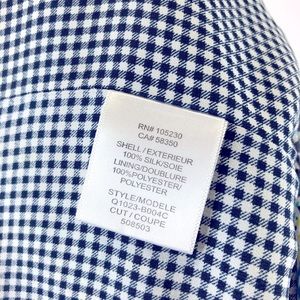 RN# 105230
CA# 58350
SHELL / EXTERIEUR
100% SILK/SOIE
LINING/DOUBLURE
100%POLYESTER/
POLYESTER
STYLE/MODELE
Q1023-B004C
CUT / COUPE
508503